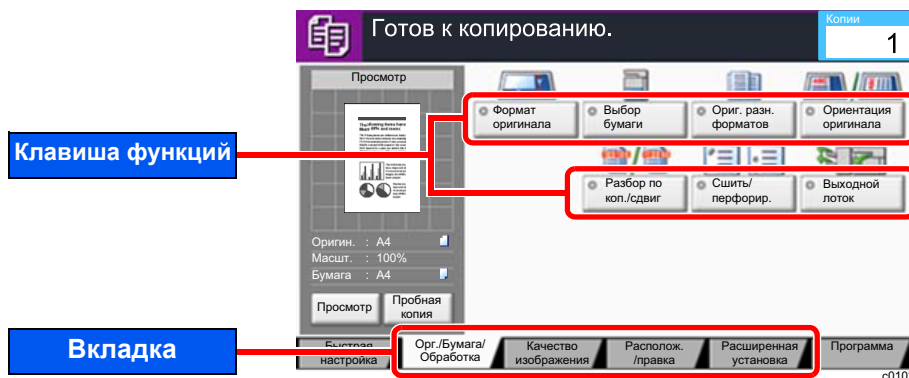 Готов к копированию.
Копии
1
Просмотр
Формат
оригинала
Выбор
бумаги
Ориг. разн.
форматов
Ориентация
оригинала
Клавиша функций
Разбор по
коп./сдвиг
Сшить/
перфорир.
Выходной
лоток
Оригин. : A4
Масшт. : 100%
Бумага : A4
Просмотр
Пробная
копия
Вкладка
Быстрая
настройка
Орг./Бумага/
Обработка
Качество
изображения
Располож.
/правка
Расширенная
установка
Программа